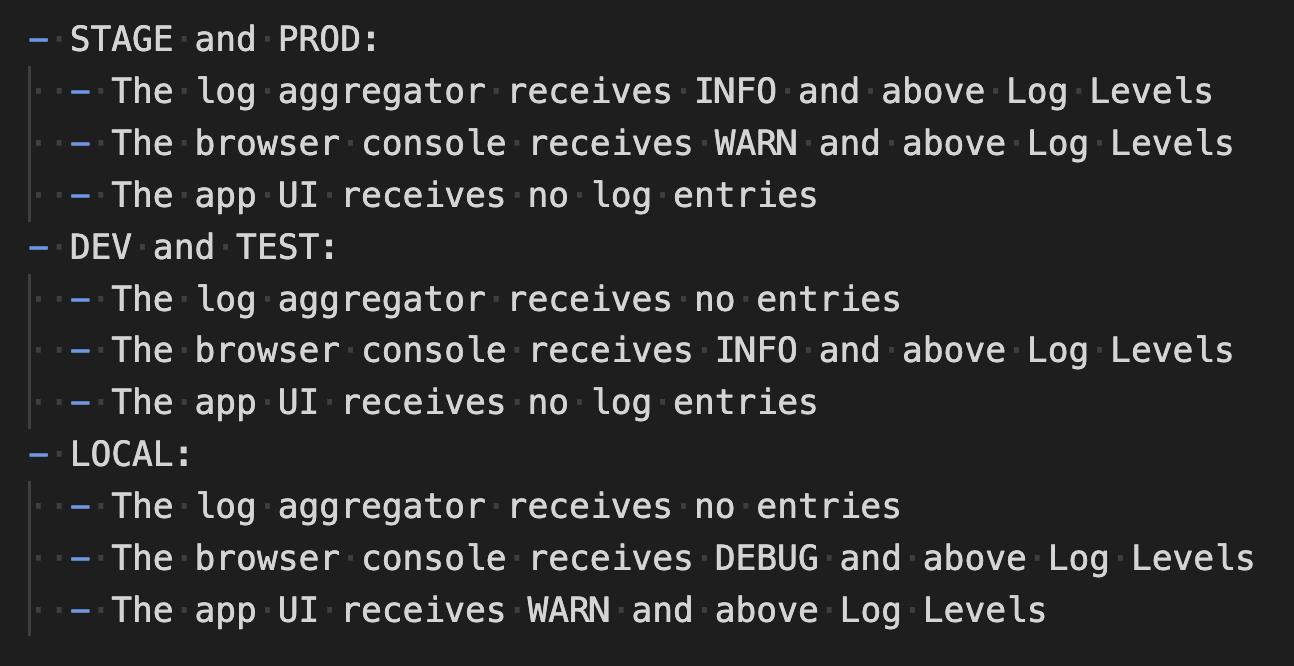 - STAGE and PROD:
  - The log aggregator receives INFO and above Log Levels
  - The browser console receives WARN and above Log Levels
  - The app UI receives no log entries
- DEV and TEST:
  - The log aggregator receives no entries
  - The browser console receives INFO and above Log Levels
  - The app UI receives no log entries
- LOCAL:
  - The log aggregator receives no entries
  - The browser console receives DEBUG and above Log Levels
  - The app UI receives WARN and above Log Levels